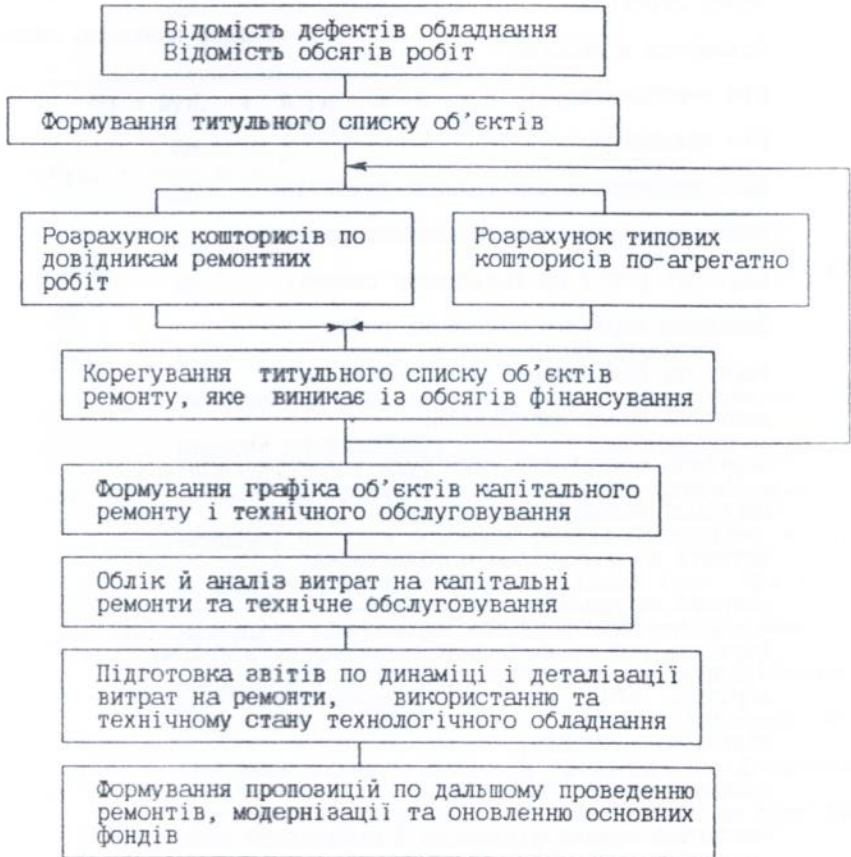 Відомість дефектів обладнання
Відомість обсягів робіт
Формування титульного списку об’єктів
Розрахунок кошторисів по
довідникам ремонтних
робіт
Розрахунок типових
кошторисів по-агрегатно
Корегування титульного списку об’єктів
ремонту, яке виникає із обсягів фінансування
Формування графіка об’єктів капітального
ремонту і технічного обслуговування
Облік й аналіз витрат на капітальні
ремонти та технічне обслуговування
Підготовка звітів по динаміці і деталізації
витрат на ремонти, використанню та
технічному стану технологічного обладнання
Формування пропозицій по дальшому проведенню
ремонтів, модернізації та оновленню основних
фондів